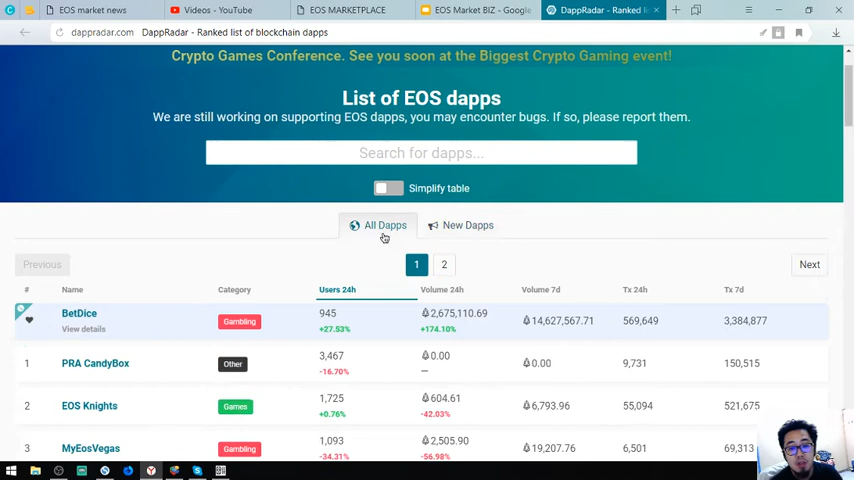 EOS market news
Videos - YouTube
EOS MARKETPLACE
EOS Market BIZ - Google
DappRadar - Ranked l
dappradar.com
DappRadar - Ranked list of blockchain dapps
Crypto Games Conference. See you soon at the Biggest Crypto Gaming event!
List of EOS dapps
We are still working on supporting EOS dapps, you may encounter bugs. If so, please report them.
Search for dapps...
Simplify table
All Dapps
New Dapps
Previous
1
2
Next
# Name Category Users 24h Volume 24h Volume 7d Tx 24h Tx 7d
BetDice Gambling 945 2,675,110.69 14,627,567.71 569,649 3,384,877
View details +27.53% +174.10%
1 PRA CandyBox Other 3,467 0.00 0.00 9,731 150,515
-16.70% —
2 EOS Knights Games 1,725 604.61 6,793.96 55,094 521,675
+0.76% -42.03%
3 MyEosVegas Gambling 1,093 2,505.90 19,207.76 6,501 69,313
-34.31% -56.98%